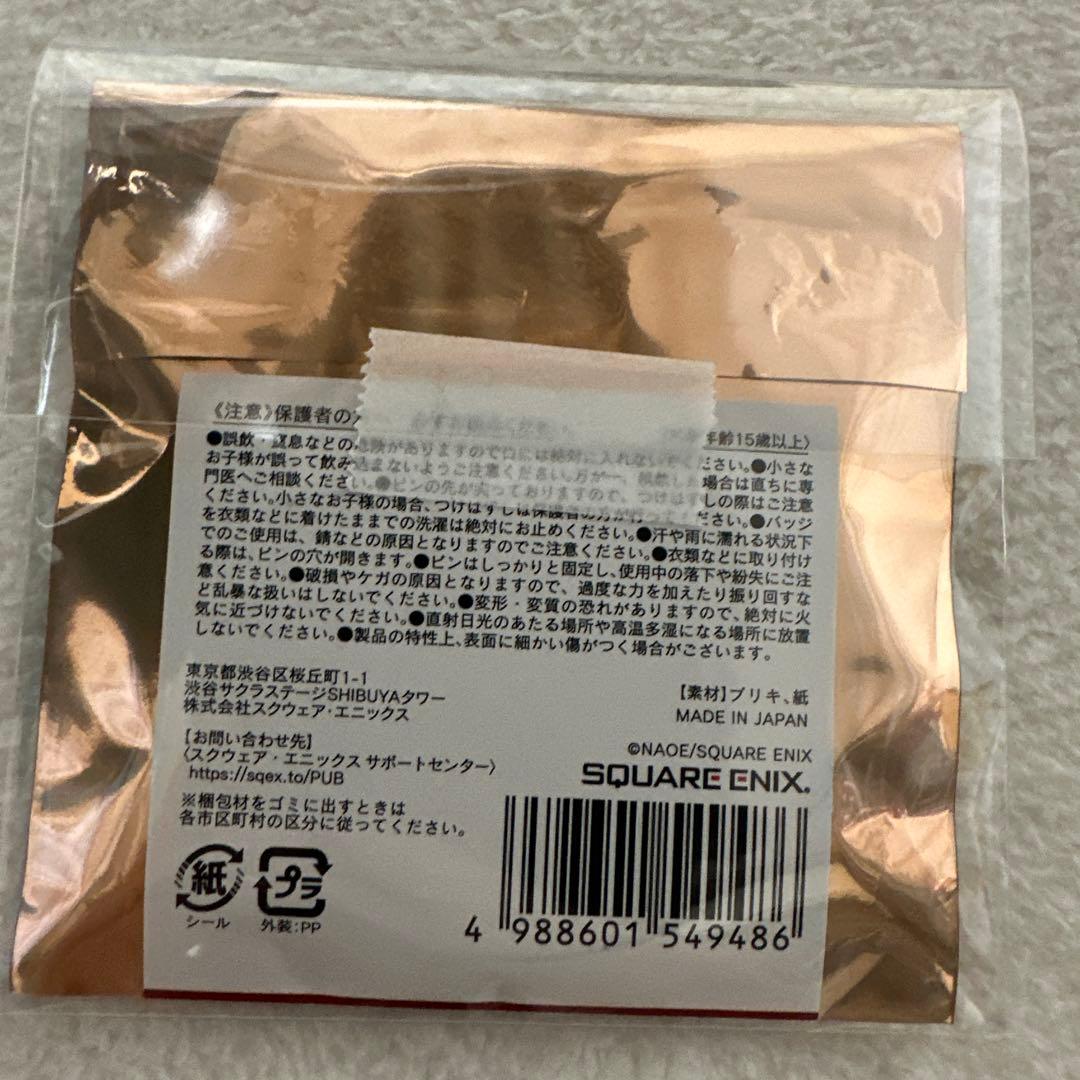 《注意》保護者の
年齢15歳以上〉
●誤飲・窒息などの危険がありますので口には絶対に入れないでください。●小さな
お子様が誤って飲み込まないようご注意ください。万が一、誤飲した場合は直ちに専
門医へご相談ください。●ピンの先が尖っておりますので、つけはずしの際はご注意
ください。小さなお子様の場合、つけはずしは保護者の方が行ってください。●バッジ
を衣類などに着けたままでの洗濯は絶対にお止めください。●汗や雨に濡れる状況下
でのご使用は、錆などの原因となりますのでご注意ください。●衣類などに取り付け
る際は、ピンの穴が開きます。●ピンはしっかりと固定し、使用中の落下や紛失にご注
意ください。●破損やケガの原因となりますので、過度な力を加えたり振り回すな
ど乱暴な扱いはしないでください。●変形・変質の恐れがありますので、絶対に火
気に近づけないでください。●直射日光のあたる場所や高温多湿になる場所に放置
しないでください。●製品の特性上、表面に細かい傷がつく場合がございます。
東京都渋谷区桜丘町1-1
渋谷サクラステージSHIBUYAタワー
株式会社スクウェア・エニックス
【素材】ブリキ、紙
MADE IN JAPAN
【お問い合わせ先】
〈スクウェア・エニックス サポートセンター〉
https://sqex.to/PUB
©NAOE/SQUARE ENIX
SQUARE ENIX.
※梱包材をゴミに出すときは
各市区町村の区分に従ってください。
紙
シール
プラ
外装:PP
4 988601 549486